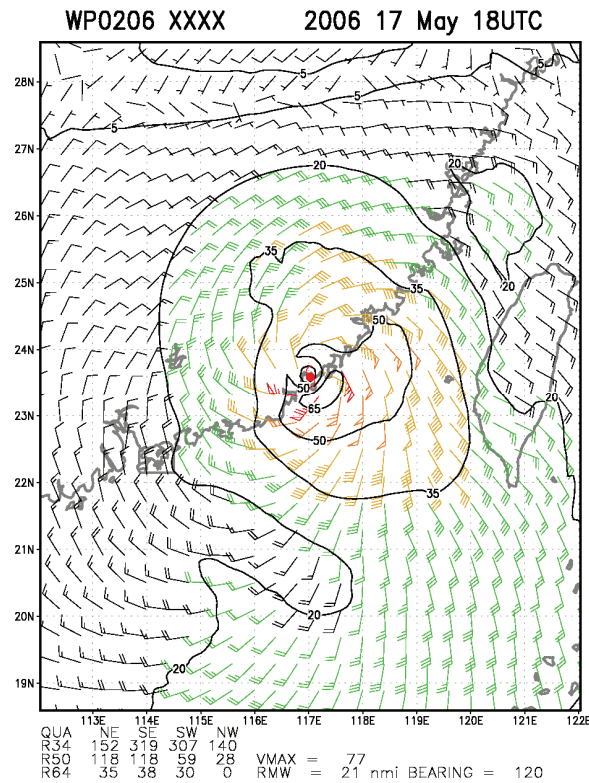 WP0206 XXXX 2006 17 May 18UTC
28N
5
5
5
5
27N
20
20
26N
35
25N
35
20
50
24N
50
20
23N
65
50
22N
35
21N
20
20N
20
19N
113E 114E 115E 116E 117E 118E 119E 120E 121E 122E
QUA NE SE SW NW
R34 152 319 307 140
R50 118 118 59 28 VMAX = 77
R64 35 38 30 0 RMW = 21 nmi BEARING = 120